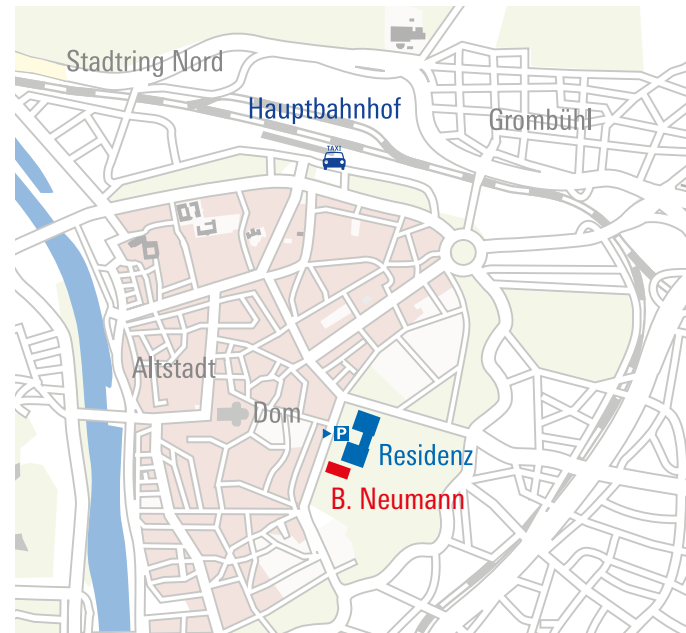 Stadtring Nord
Hauptbahnhof
Grombühl
TAXI
Altstadt
Dom
P
Residenz
B. Neumann